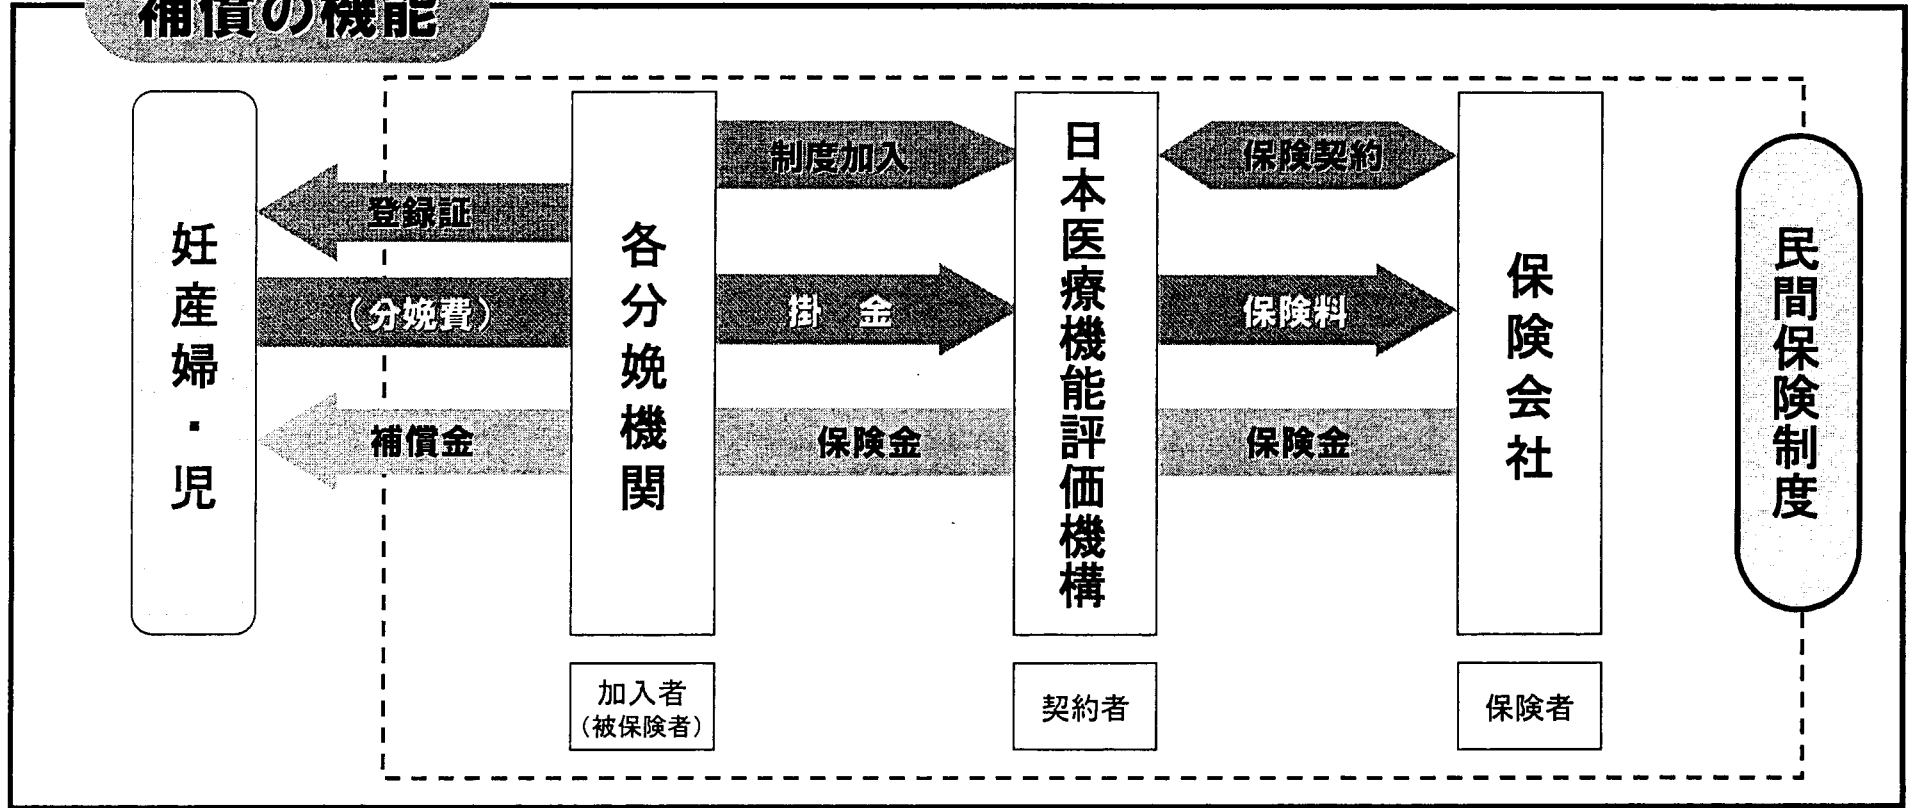 補償の機能
妊産婦・児
各分娩機関
日本医療機能評価機構
保険会社
民間保険制度
制度加入
保険契約
登録証
（分娩費）
掛　金
保険料
補償金
保険金
保険金
加入者
（被保険者）
契約者
保険者